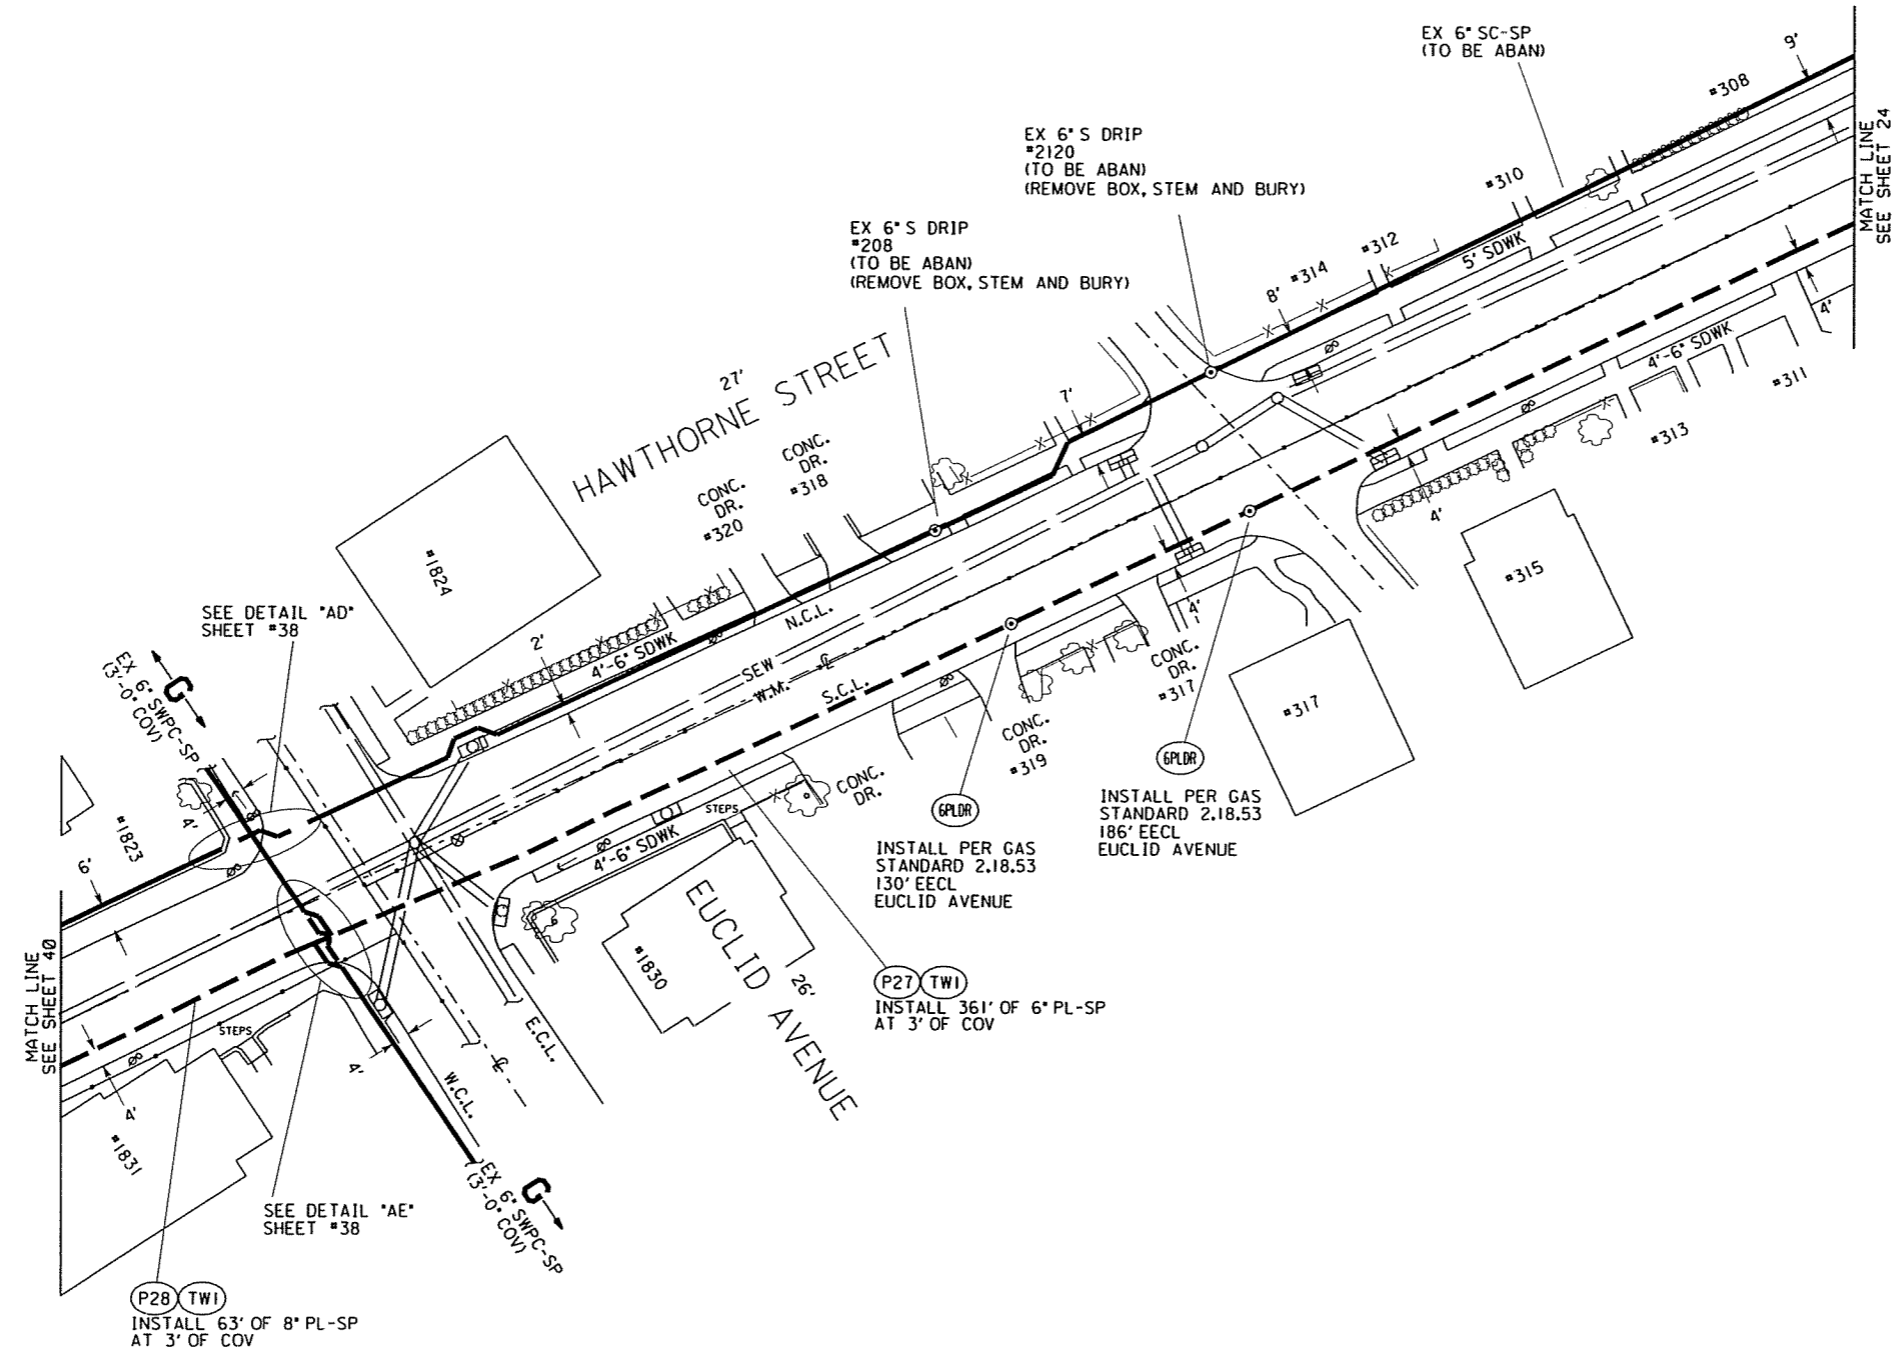 EX 6" SC-SP
(TO BE ABAN)
9'
#308
MATCH LINE
SEE SHEET 24
EX 6" S DRIP
#2120
(TO BE ABAN)
(REMOVE BOX, STEM AND BURY)
#310
EX 6" S DRIP
#208
(TO BE ABAN)
(REMOVE BOX, STEM AND BURY)
#312
#314
8'
5' SDWK
4'
4'-6" SDWK
#311
#313
27'
HAWTHORNE STREET
7'
CONC.
DR.
#318
CONC.
DR.
#320
4'
#315
#1824
SEE DETAIL "AD"
SHEET #38
2'
4'-6" SDWK
N.C.L.
SEW
W.M.
S.C.L.
4'
CONC.
DR.
#317
#317
CONC.
DR.
#319
CONC.
DR.
EX 6" SWPC-SP
(3'-0" COV)
G
4'
#1823
6'
STEPS
4'-6" SDWK
6PLDR
INSTALL PER GAS
STANDARD 2.18.53
130' EECL
EUCLID AVENUE
6PLDR
INSTALL PER GAS
STANDARD 2.18.53
186' EECL
EUCLID AVENUE
EUCLID AVENUE
26'
#1830
P27 TW1
INSTALL 361' OF 6" PL-SP
AT 3' OF COV
MATCH LINE
SEE SHEET 40
STEPS
4'
#1831
4'
E.C.L.
W.C.L.
EX 6" SWPC-SP
(3'-0" COV)
G
SEE DETAIL "AE"
SHEET #38
P28 TW1
INSTALL 63' OF 8" PL-SP
AT 3' OF COV